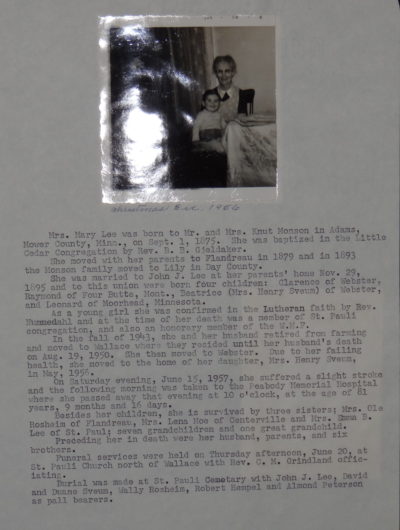 Christmas Eve. 1956
Mrs. Mary Lee was born to Mr. and Mrs. Knut Monson in Adams,
Mower County, Minn., on Sept. 1, 1875. She was baptized in the Little
Cedar Congregation by Rev. B. B. Gjeldaker.
She moved with her parents to Flandreau in 1879 and in 1893
the Monson family moved to Lily in Day County.
She was married to John J. Lee at her parents' home Nov. 29,
1895 and to this union were born four children: Clarence of Webster,
Raymond of Four Butts, Mont., Beatrice (Mrs. Henry Sveum) of Webster,
and Leonard of Moorhead, Minnesota.
As a young girl she was confirmed in the Lutheran faith by Rev.
Hummedahl and at the time of her death was a member of St. Pauli
congregation, and also an honorary member of the W.M.F.
In the fall of 1943, she and her husband retired from farming
and moved to Wallace where they resided until her husband's death
on Aug. 19, 1950. She then moved to Webster. Due to her failing
health, she moved to the home of her daughter, Mrs. Henry Sveum,
in May, 1956.
On Saturday evening, June 15, 1957, she suffered a slight stroke
and the following morning was taken to the Peabody Memorial Hospital
where she passed away that evening at 10 o'clock, at the age of 81
years, 9 months and 16 days.
Besides her children, she is survived by three sisters; Mrs. Ole
Rosheim of Flandreau, Mrs. Lena Moe of Centerville and Mrs. Emma B.
Lee of St. Paul; seven grandchildren and one great grandchild.
Preceding her in death were her husband, parents, and six
brothers.
Funeral services were held on Thursday afternoon, June 20, at
St. Pauli Church north of Wallace with Rev. C. M. Grindland offic-
iating.
Burial was made at St. Pauli Cemetary with John J. Lee, David
and Duane Sveum, Wally Rosheim, Robert Hempel and Almond Peterson
as pall bearers.